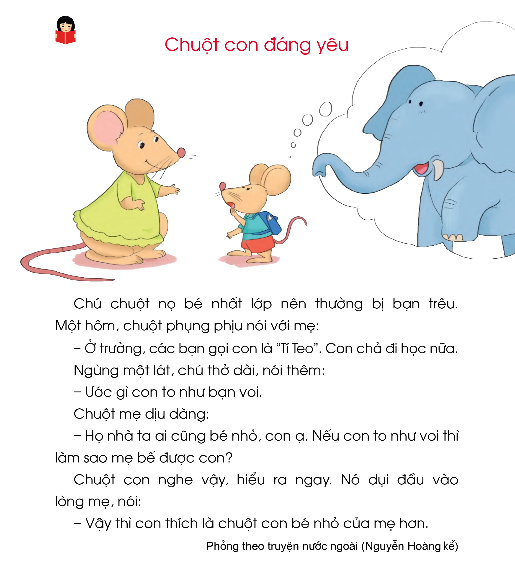 Chuột con đáng yêu
Chú chuột nọ bé nhất lớp nên thường bị bạn trêu.
Một hôm, chuột phụng phịu nói với mẹ:
– Ở trường, các bạn gọi con là “Tí Teo”. Con chả đi học nữa.
Ngừng một lát, chú thở dài, nói thêm:
– Ước gì con to như bạn voi.
Chuột mẹ dịu dàng:
– Họ nhà ta ai cũng bé nhỏ, con ạ. Nếu con to như voi thì
làm sao mẹ bế được con?
Chuột con nghe vậy, hiểu ra ngay. Nó dụi đầu vào
lòng mẹ, nói:
– Vậy thì con thích là chuột con bé nhỏ của mẹ hơn.
Phỏng theo truyện nước ngoài (Nguyễn Hoàng kể)